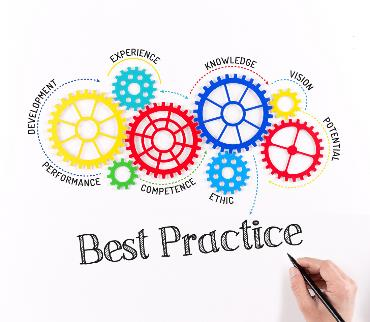 EXPERIENCE
KNOWLEDGE
VISION
DEVELOPMENT
POTENTIAL
PERFORMANCE
COMPETENCE
ETHIC
Best Practice